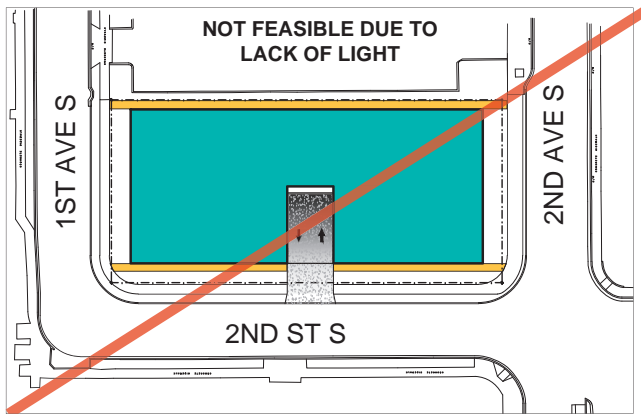 NOT FEASIBLE DUE TO
LACK OF LIGHT
1ST AVE S
2ND AVE S
2ND ST S